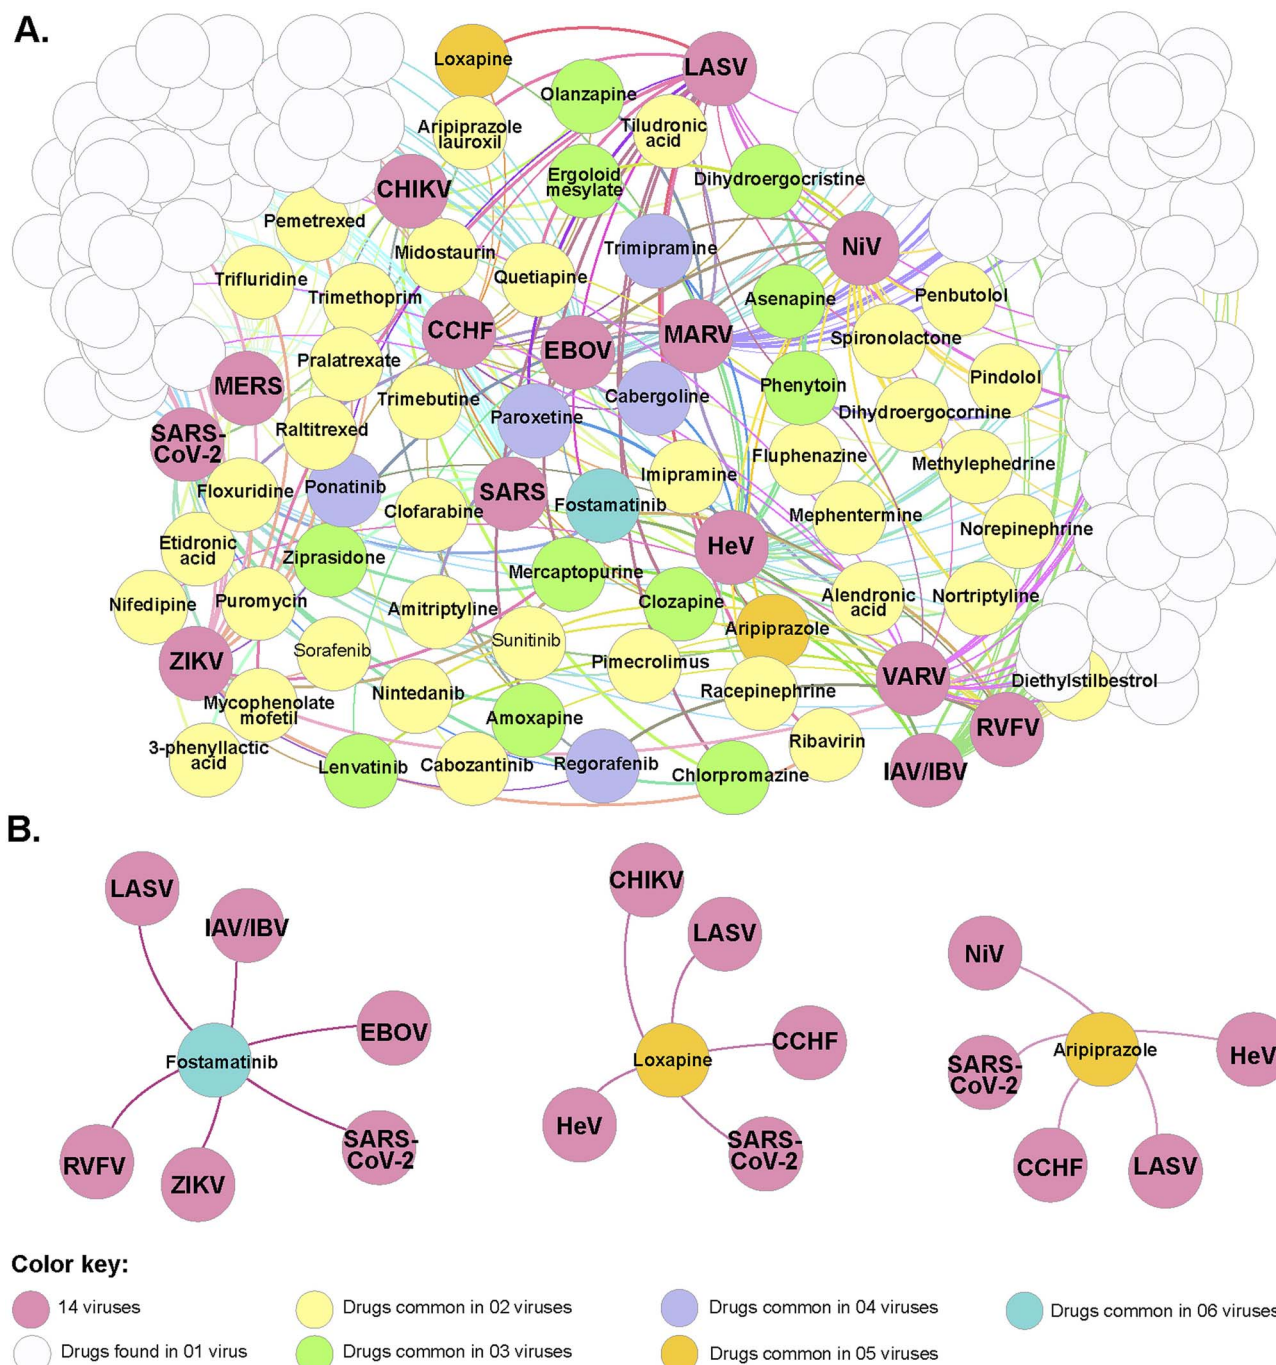 A.
Loxapine
LASV
Olanzapine
Aripiprazole
lauroxil
Tiludronic
acid
CHIKV
Ergoloid
mesylate
Dihydroergocristine
Pemetrexed
Midostaurin
Trimipramine
NiV
Trifluridine
Trimethoprim
Quetiapine
Asenapine
Penbutolol
CCHF
EBOV
MARV
Spironolactone
Pralatrexate
MERS
Trimebutine
Paroxetine
Cabergoline
Phenytoin
Pindolol
Dihydroergocornine
SARS-
CoV-2
Raltitrexed
Fluphenazine
Methylephedrine
Floxuridine
Ponatinib
Clofarabine
SARS
Fostamatinib
Imipramine
Mephentermine
Norepinephrine
Etidronic
acid
Ziprasidone
HeV
Mercaptopurine
Nifedipine
Puromycin
Amitriptyline
Clozapine
Alendronic
acid
Nortriptyline
Aripiprazole
ZIKV
Sorafenib
Sunitinib
Pimecrolimus
VARV
Diethylstilbestrol
Mycophenolate
mofetil
Nintedanib
Racepinephrine
Amoxapine
RVFV
3-phenyllactic
acid
Lenvatinib
Cabozantinib
Regorafenib
Chlorpromazine
Ribavirin
IAV/IBV
B.
LASV
IAV/IBV
EBOV
Fostamatinib
SARS-
CoV-2
RVFV
ZIKV
CHIKV
LASV
CCHF
Loxapine
HeV
SARS-
CoV-2
NiV
SARS-
CoV-2
Aripiprazole
HeV
CCHF
LASV
Color key:
14 viruses
Drugs common in 02 viruses
Drugs common in 04 viruses
Drugs common in 06 viruses
Drugs found in 01 virus
Drugs common in 03 viruses
Drugs common in 05 viruses